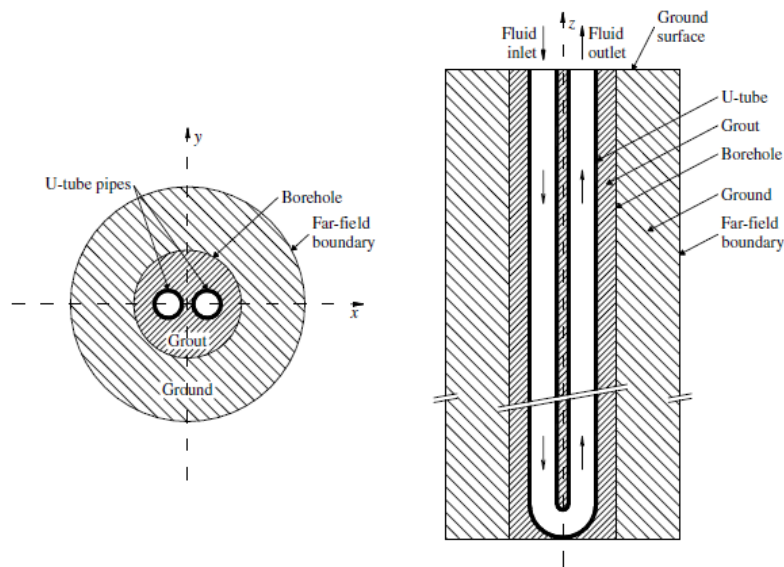 y
U-tube pipes
Borehole
Far-field
boundary
x
Grout
Ground
z
Fluid
inlet
Fluid
outlet
Ground
surface
U-tube
Grout
Borehole
Ground
Far-field
boundary